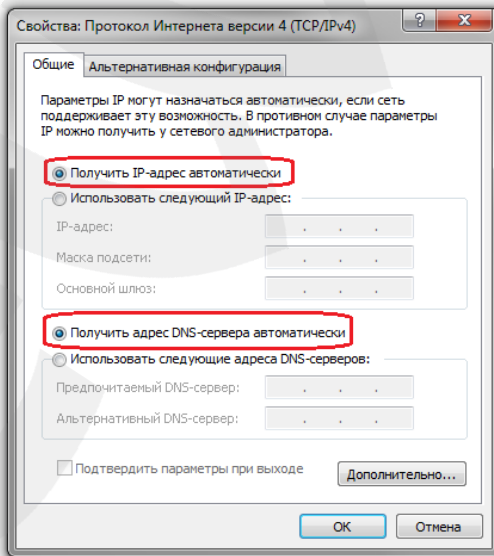 Свойства: Протокол Интернета версии 4 (TCP/IPv4)
Общие
Альтернативная конфигурация
Параметры IP могут назначаться автоматически, если сеть
поддерживает эту возможность. В противном случае параметры
IP можно получить у сетевого администратора.
Получить IP-адрес автоматически
Использовать следующий IP-адрес:
IP-адрес:
Маска подсети:
Основной шлюз:
Получить адрес DNS-сервера автоматически
Использовать следующие адреса DNS-серверов:
Предпочитаемый DNS-сервер:
Альтернативный DNS-сервер:
Подтвердить параметры при выходе
Дополнительно...
ОК
Отмена